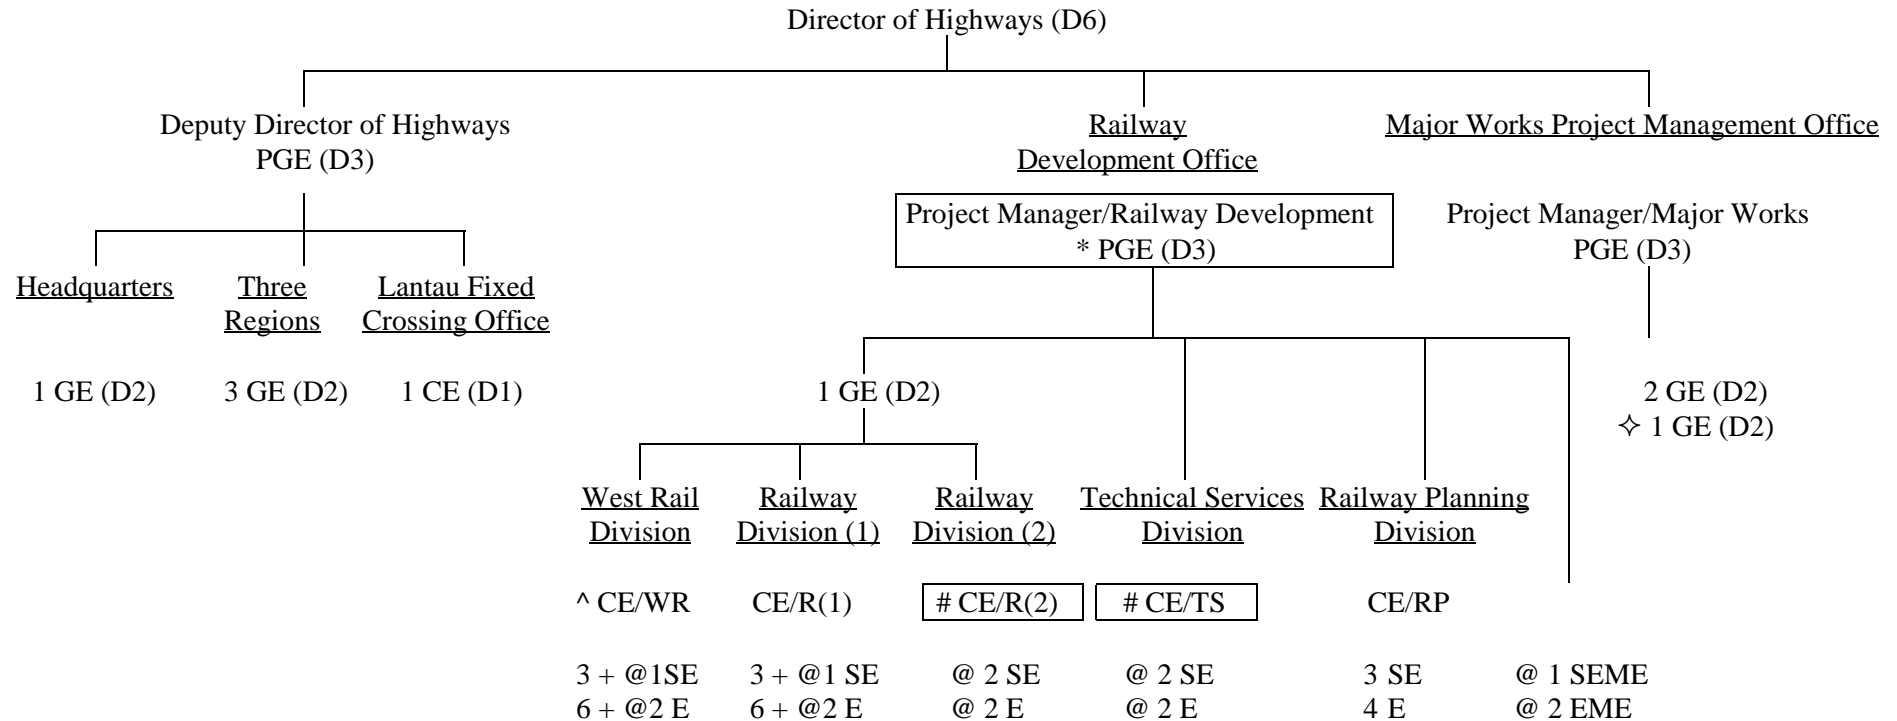 Director of Highways (D6)
Deputy Director of Highways
PGE (D3)
Railway
Development Office
Major Works Project Management Office
Project Manager/Railway Development
* PGE (D3)
Project Manager/Major Works
PGE (D3)
Headquarters
Three
Regions
Lantau Fixed
Crossing Office
1 GE (D2)
3 GE (D2)
1 CE (D1)
1 GE (D2)
2 GE (D2)
✧ 1 GE (D2)
West Rail
Division
Railway
Division (1)
Railway
Division (2)
Technical Services
Division
Railway Planning
Division
^ CE/WR
CE/R(1)
# CE/R(2)
# CE/TS
CE/RP
3 + @1SE
6 + @2 E
3 + @1 SE
6 + @2 E
@ 2 SE
@ 2 E
@ 2 SE
@ 2 E
3 SE
4 E
@ 1 SEME
@ 2 EME